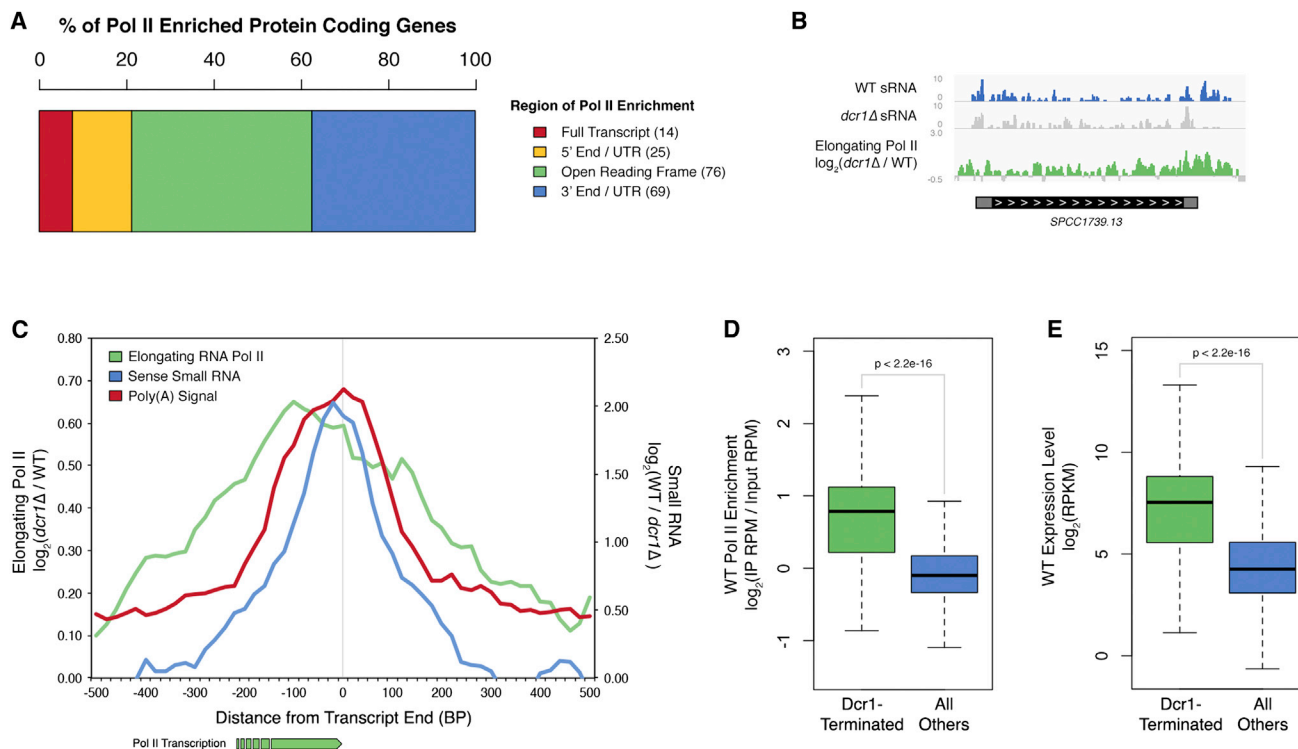 A
% of Pol II Enriched Protein Coding Genes
0 20 40 60 80 100
Region of Pol II Enrichment
Full Transcript (14)
5' End / UTR (25)
Open Reading Frame (76)
3' End / UTR (69)
B
WT sRNA
10
0
dcr1Δ sRNA
10
0
Elongating Pol II
log2(dcr1Δ / WT)
3.0
-0.5
> > > > > > > > > > > > > > >
SPCC1739.13
C
Elongating Pol II
log2(dcr1Δ / WT)
0.80
0.70
0.60
0.50
0.40
0.30
0.20
0.10
0.00
Elongating RNA Pol II
Sense Small RNA
Poly(A) Signal
2.50
2.00
1.50
1.00
0.50
0.00
Small RNA
log2(WT / dcr1Δ)
-500 -400 -300 -200 -100 0 100 200 300 400 500
Distance from Transcript End (BP)
Pol II Transcription
D
WT Pol II Enrichment
log2(IP RPM / Input RPM)
3
2
1
0
-1
p < 2.2e-16
Dcr1-
Terminated
All
Others
E
WT Expression Level
log2(RPKM)
15
10
5
0
p < 2.2e-16
Dcr1-
Terminated
All
Others